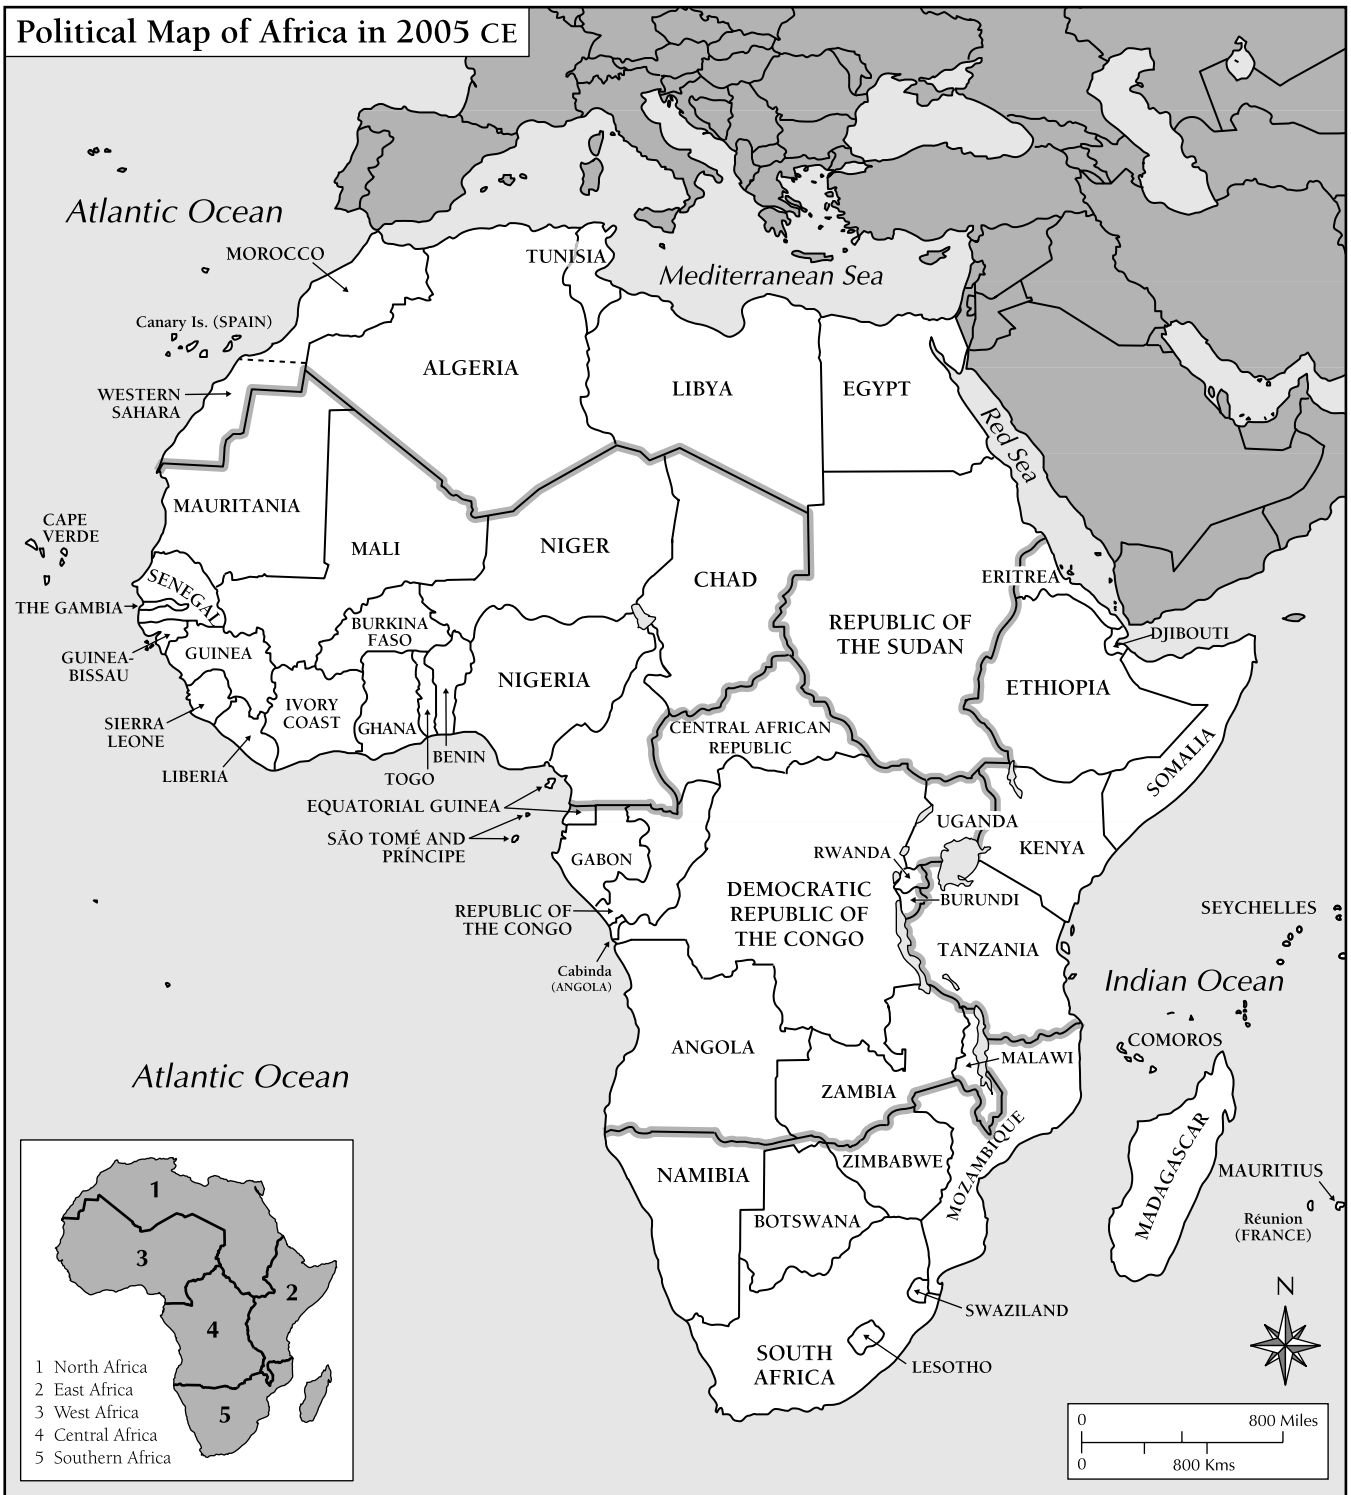 Political Map of Africa in 2005 CE
Atlantic Ocean
MOROCCO
TUNISIA
Mediterranean Sea
Canary Is. (SPAIN)
ALGERIA
LIBYA
EGYPT
WESTERN
SAHARA
Red Sea
MAURITANIA
CAPE
VERDE
MALI
NIGER
CHAD
ERITREA
SENEGAL
THE GAMBIA
BURKINA
FASO
REPUBLIC OF
THE SUDAN
DJIBOUTI
GUINEA-
BISSAU
GUINEA
NIGERIA
ETHIOPIA
IVORY
COAST
GHANA
SIERRA
LEONE
CENTRAL AFRICAN
REPUBLIC
SOMALIA
LIBERIA
TOGO
BENIN
EQUATORIAL GUINEA
UGANDA
SÃO TOMÉ AND
PRÍNCIPE
GABON
RWANDA
KENYA
DEMOCRATIC
REPUBLIC OF
THE CONGO
BURUNDI
REPUBLIC OF
THE CONGO
SEYCHELLES
TANZANIA
Cabinda
(ANGOLA)
Indian Ocean
ANGOLA
COMOROS
MALAWI
Atlantic Ocean
ZAMBIA
MOZAMBIQUE
MADAGASCAR
NAMIBIA
ZIMBABWE
MAURITIUS
BOTSWANA
Réunion
(FRANCE)
N
SWAZILAND
SOUTH
AFRICA
LESOTHO
1
3
2
4
5
1 North Africa
2 East Africa
3 West Africa
4 Central Africa
5 Southern Africa
0 800 Miles
0 800 Kms